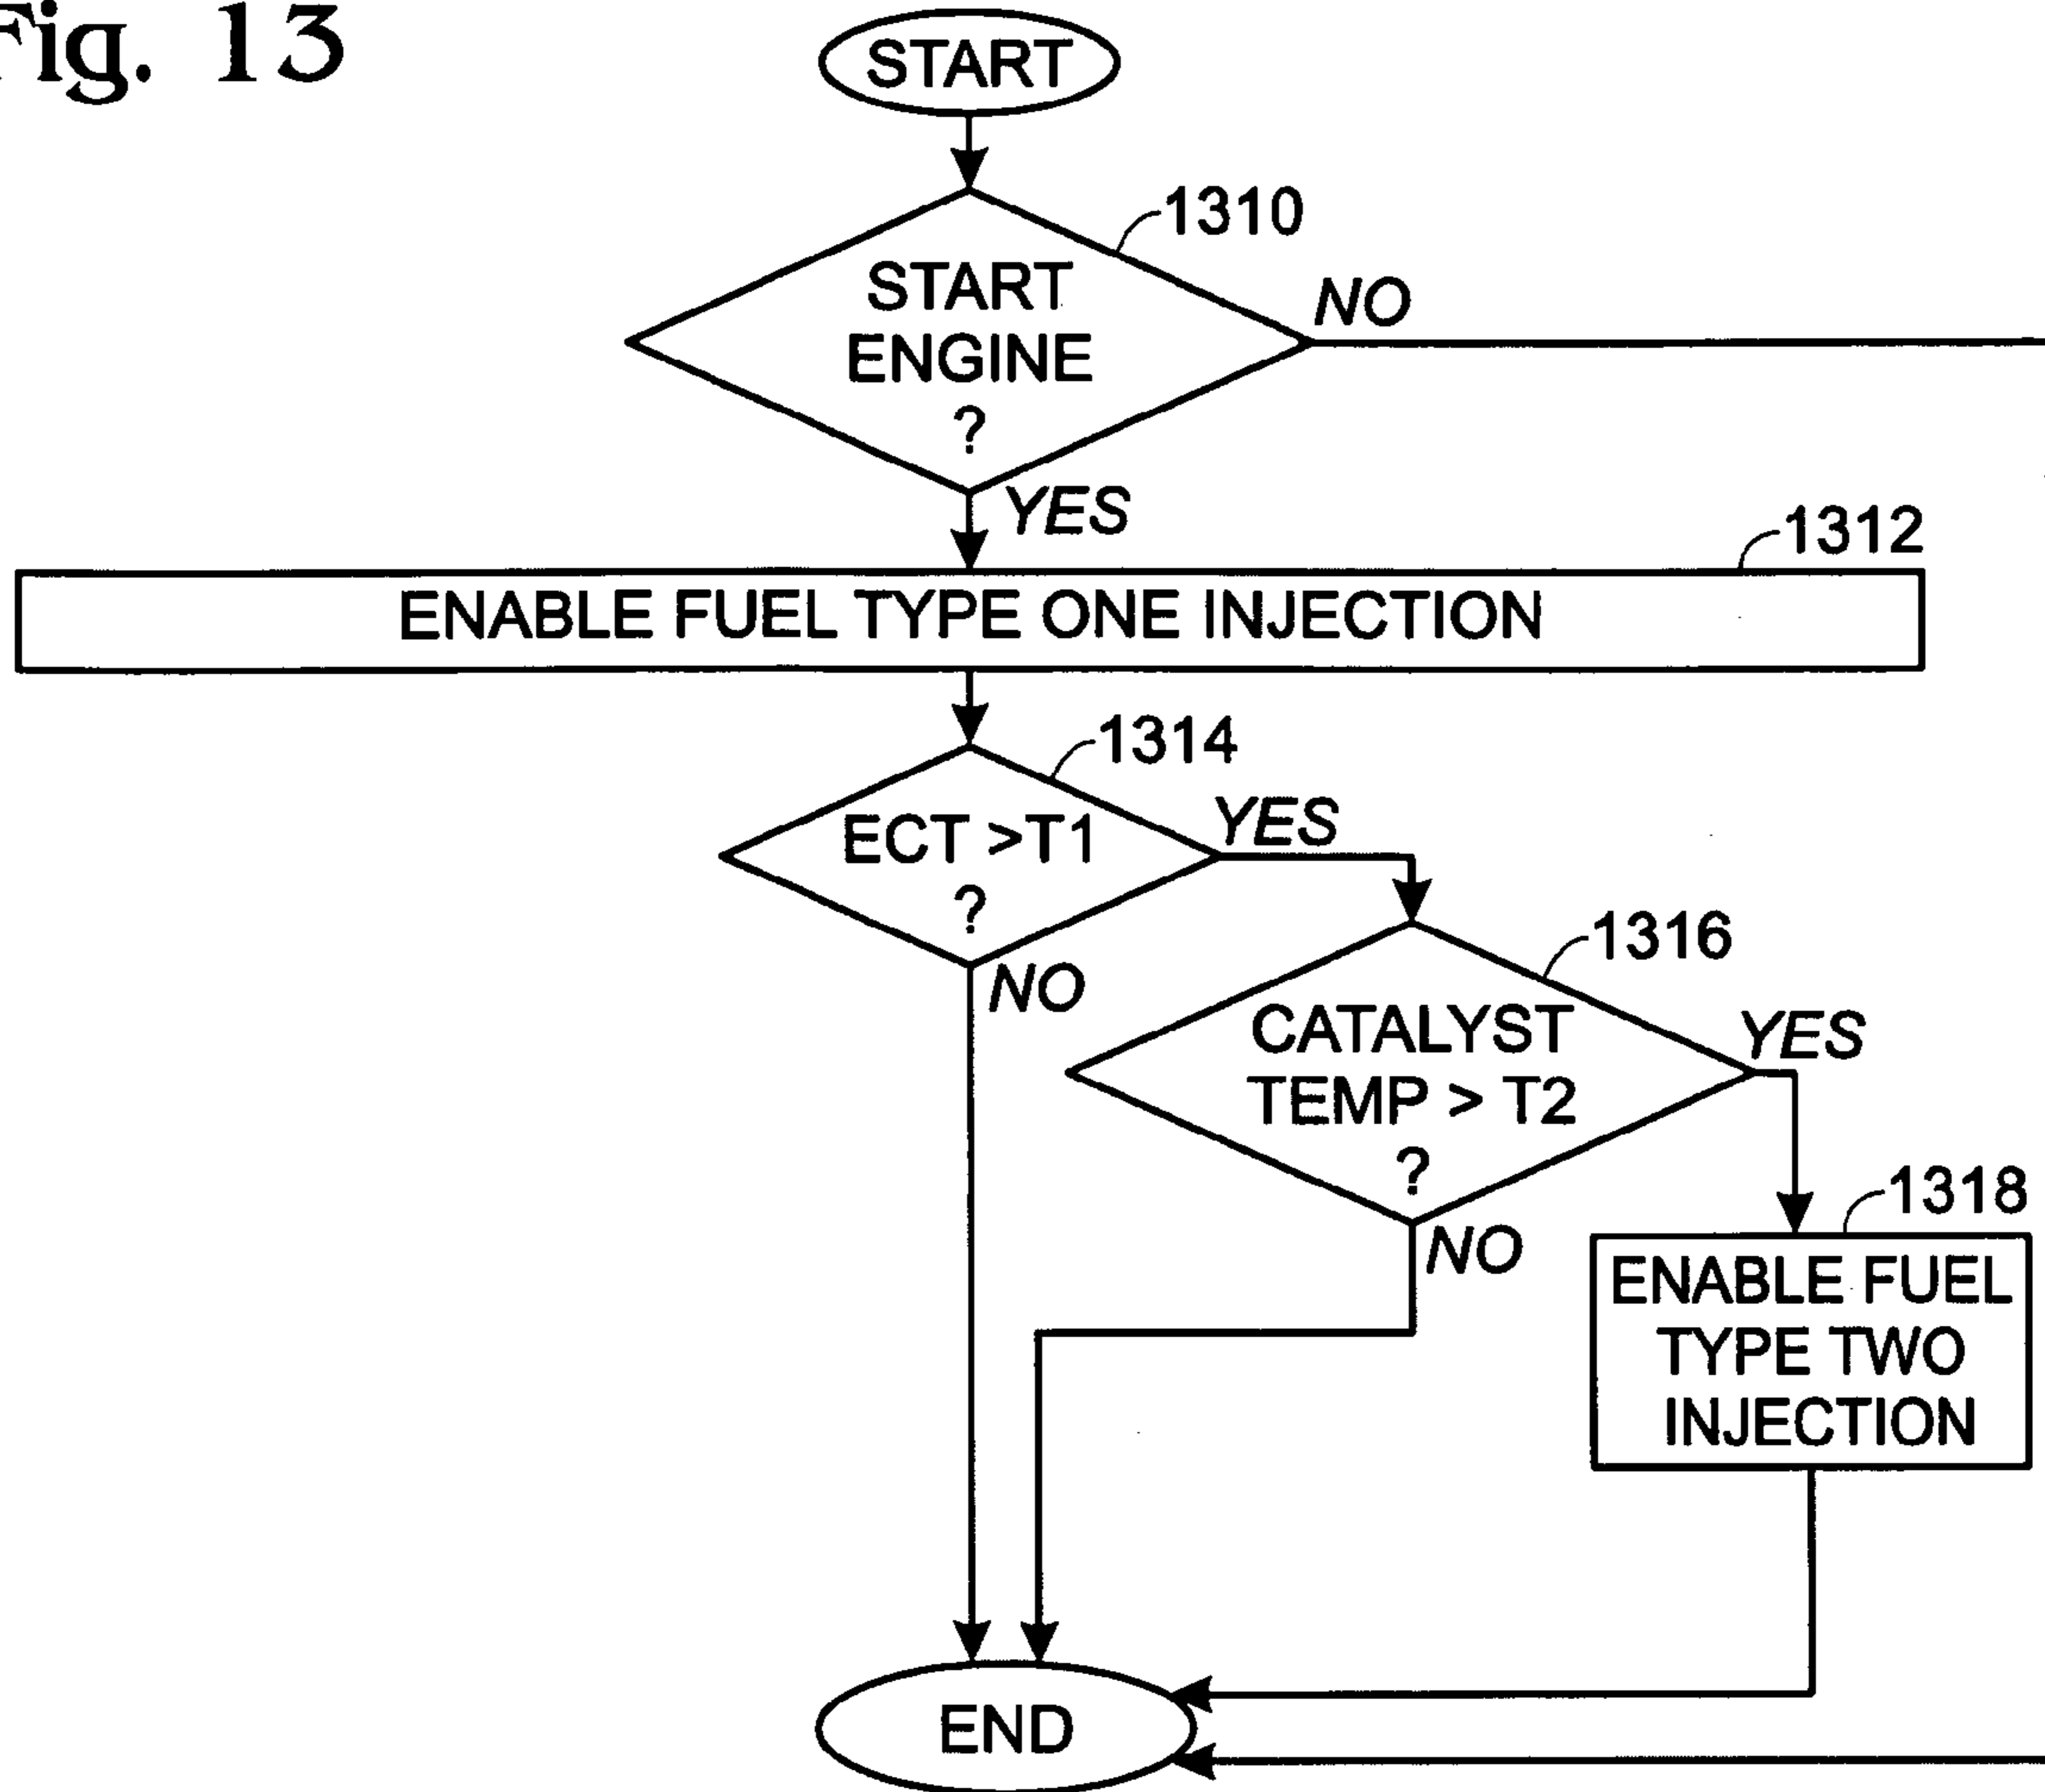 Fig. 13
START
1310
START
ENGINE
?
NO
YES
1312
ENABLE FUEL TYPE ONE INJECTION
1314
ECT >T1
?
YES
NO
1316
CATALYST
TEMP > T2
?
YES
NO
1318
ENABLE FUEL
TYPE TWO
INJECTION
END